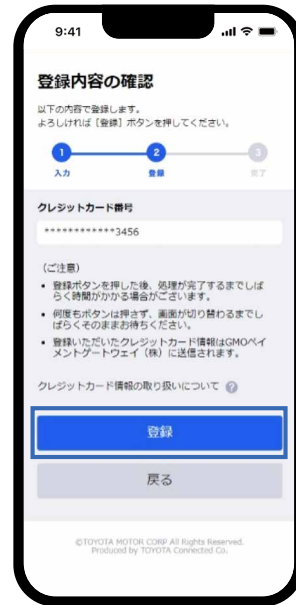 9:41
登録内容の確認
以下の内容で登録します。
よろしければ［登録］ボタンを押してください。
1 2 3
入力 登録 完了
クレジットカード番号
************3456
（ご注意）
• 登録ボタンを押した後、処理が完了するまでしば
らく時間がかかる場合がございます。
• 何度もボタンは押さず、画面が切り替わるまでし
ばらくそのままお待ちください。
• 登録いただいたクレジットカード情報はGMOペイ
メントゲートウェイ（株）に送信されます。
クレジットカード情報の取り扱いについて ?
登録
戻る
©TOYOTA MOTOR CORP All Rights Reserved.
Produced by TOYOTA Connected Co.